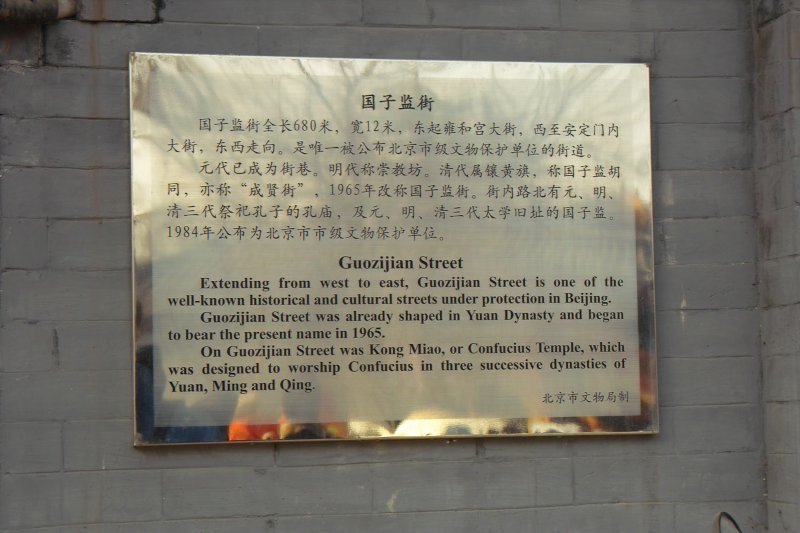 国子监街
国子监街全长680米，宽12米，东起雍和宫大街，西至安定门内
大街，东西走向。是唯一被公布北京市级文物保护单位的街道。
元代已成为街巷。明代称崇教坊。清代属镶黄旗，称国子监胡
同，亦称“成贤街”，1965年改称国子监街。街内路北有元、明、
清三代祭祀孔子的孔庙，及元、明、清三代太学旧址的国子监。
1984年公布为北京市市级文物保护单位。
Guozijian Street
Extending from west to east, Guozijian Street is one of the
well-known historical and cultural streets under protection in Beijing.
Guozijian Street was already shaped in Yuan Dynasty and began
to bear the present name in 1965.
On Guozijian Street was Kong Miao, or Confucius Temple, which
was designed to worship Confucius in three successive dynasties of
Yuan, Ming and Qing.
北京市文物局制